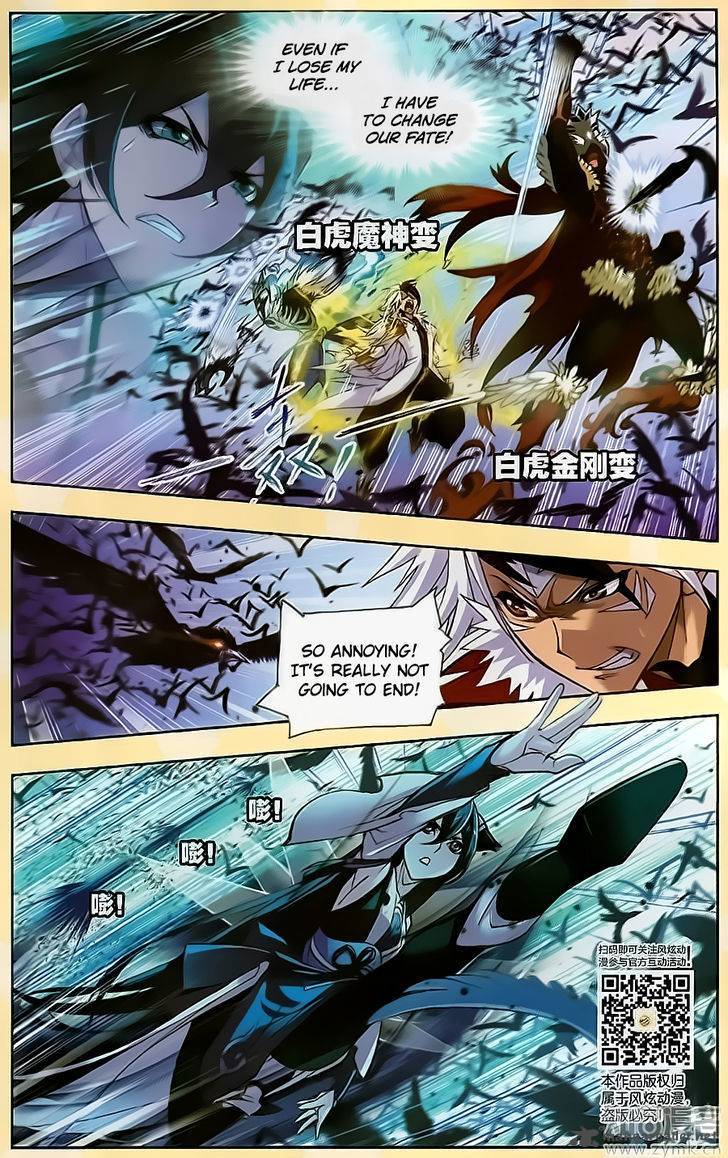 EVEN IF
I LOSE MY
LIFE...
I HAVE
TO CHANGE
OUR FATE!
白虎魔神变
白虎金刚变
SO ANNOYING!
IT'S REALLY NOT
GOING TO END!
嘭!
嘭!
嘭!
扫码即可关注风炫动
漫参与官方互动活动!
本作品版权归
属于风炫动漫,
盗版必究!
www.zymk.cn